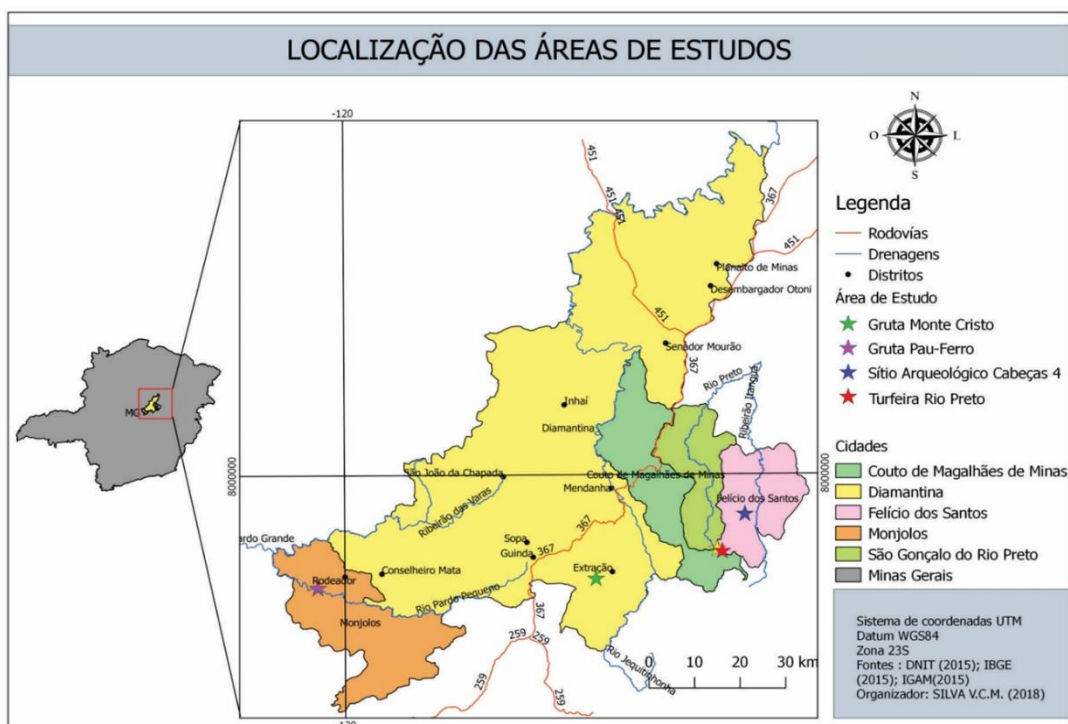 LOCALIZAÇÃO DAS ÁREAS DE ESTUDOS
-120
N
O
L
S
451
451
451
367
451
Planalto de Minas
Desembargador Otoni
451
Senador Mourão
367
Rio Preto
Ribeirão
Inhaí
Diamantina
MG
São João da Chapada
Couto de Magalhães de Minas
8000000
8000000
Mendanha
Felício dos Santos
Ribeirão das Varas
367
Sopa
Guinda
367
ardo Grande
Rodeador
Conselheiro Mata
Extração
Rio Pardo Pequeno
367
Monjolos
259
259
259
259
Rio Jequitinhonha
0 10 20 30 km
-120
Legenda
Rodovías
Drenagens
Distritos
Área de Estudo
Gruta Monte Cristo
Gruta Pau-Ferro
Sítio Arqueológico Cabeças 4
Turfeira Rio Preto
Cidades
Couto de Magalhães de Minas
Diamantina
Felício dos Santos
Monjolos
São Gonçalo do Rio Preto
Minas Gerais
Sistema de coordenadas UTM
Datum WGS84
Zona 23S
Fontes : DNIT (2015); IBGE
(2015); IGAM(2015)
Organizador: SILVA V.C.M. (2018)